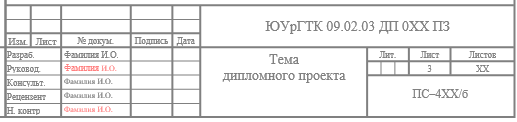 ЮУрГТК 09.02.03 ДП 0ХХ ПЗ
Изм. Лист № докум. Подпись Дата
Разраб. Фамилия И.О.
Руковод. Фамилия И.О.
Консульт. Фамилия И.О.
Рецензент Фамилия И.О.
Н. контр Фамилия И.О.
Тема
дипломного проекта
Лит. Лист Листов
3 ХХ
ПС–4ХХ/б